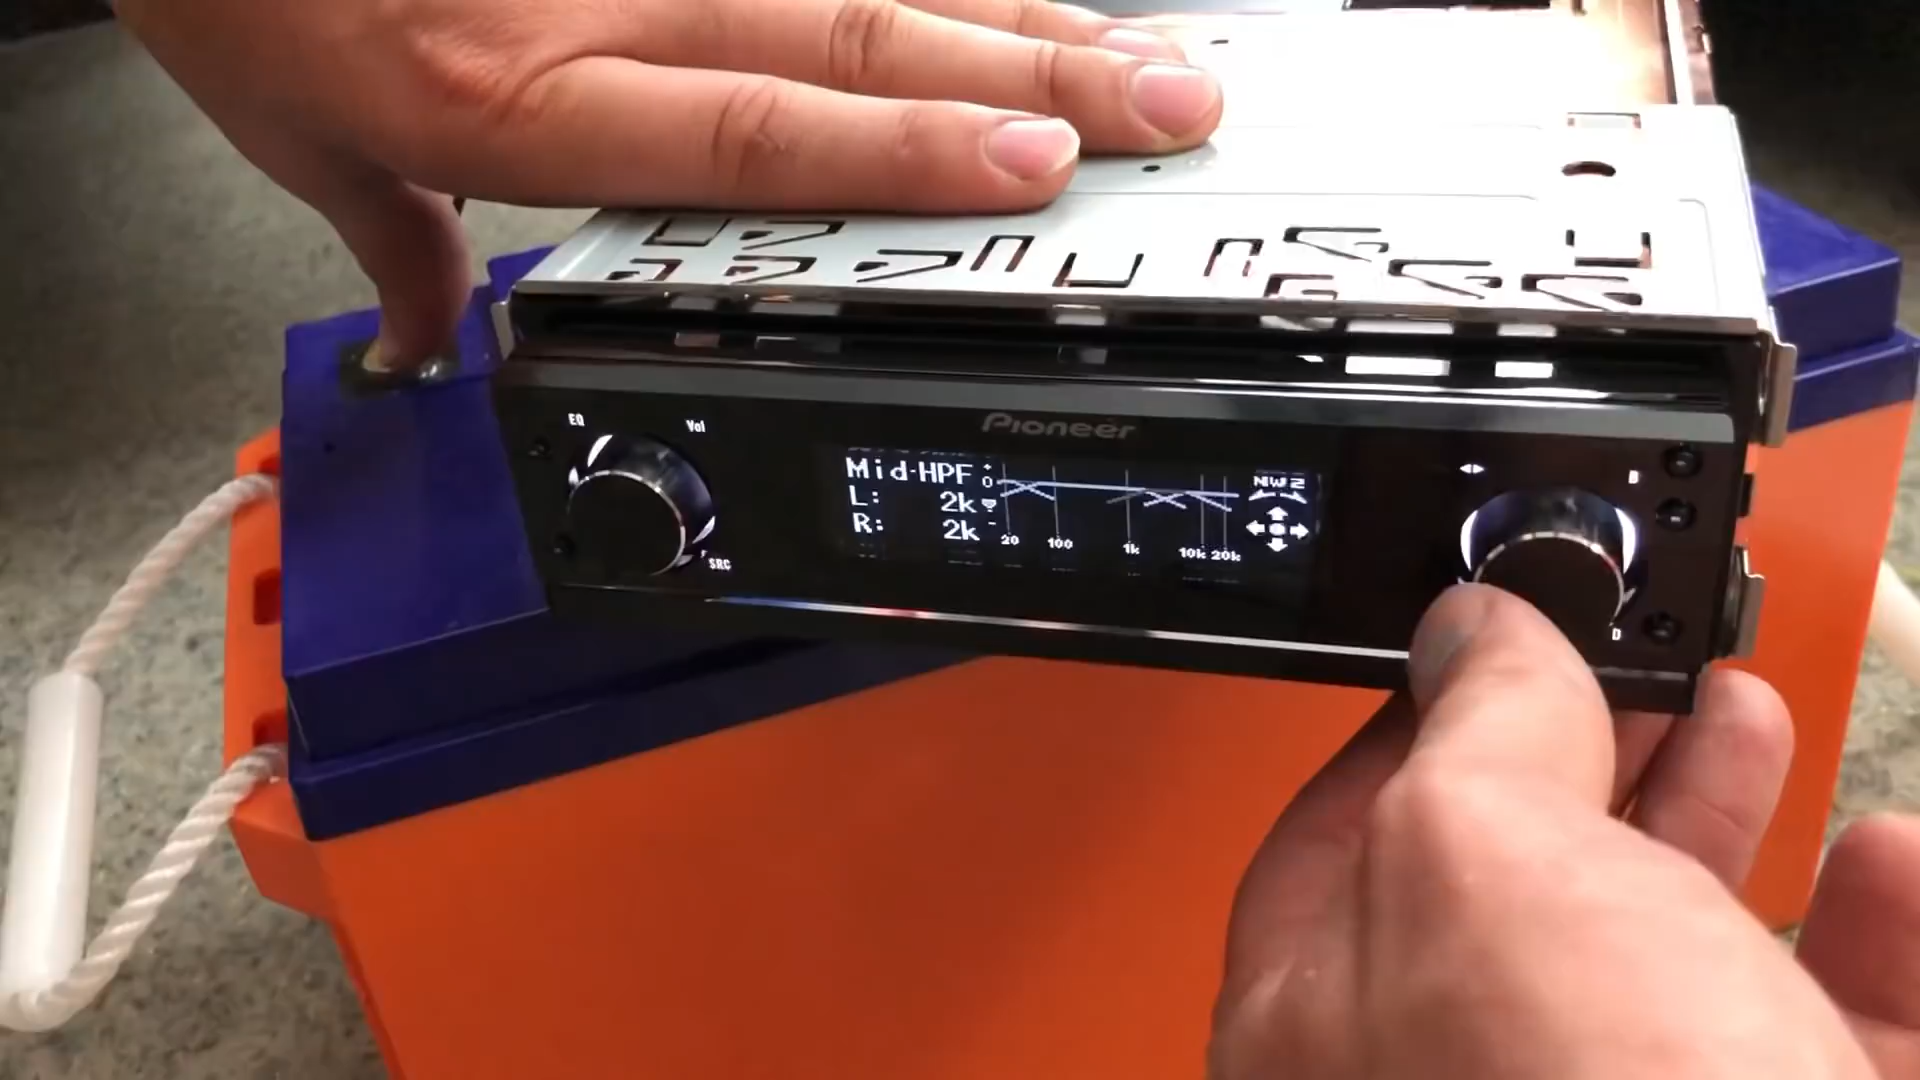 EQ
Vol
SRC
Pioneer
Mid-HPF
L: 2k
R: 2k
+
0
-
20 100 1k 10k 20k
NW 2
B
D